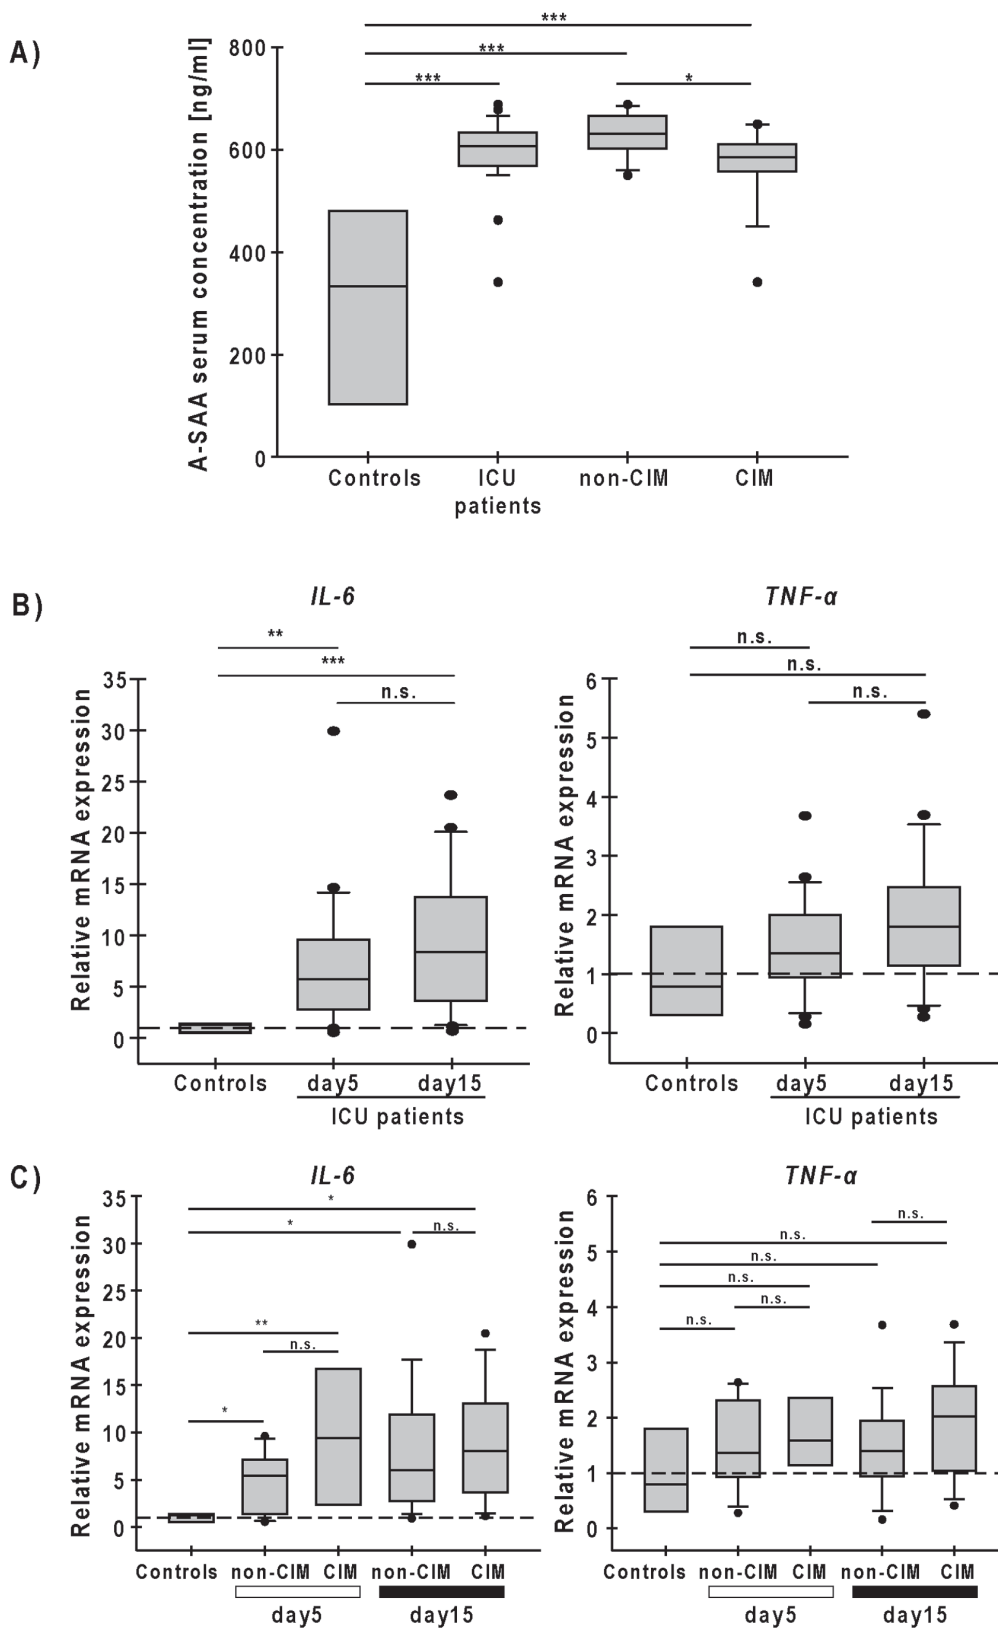 A)
A-SAA serum concentration [ng/ml]
800
600
400
200
0
***
***
***
*
Controls
ICU
patients
non-CIM
CIM
B)
IL-6
Relative mRNA expression
35
30
25
20
15
10
5
0
**
***
n.s.
Controls
day5
day15
ICU patients
TNF-α
Relative mRNA expression
6
5
4
3
2
1
0
n.s.
n.s.
n.s.
Controls
day5
day15
ICU patients
C)
IL-6
Relative mRNA expression
35
30
25
20
15
10
5
0
*
*
n.s.
**
n.s.
*
Controls
non-CIM
CIM
non-CIM
CIM
day5
day15
TNF-α
Relative mRNA expression
6
5
4
3
2
1
0
n.s.
n.s.
n.s.
n.s.
n.s.
n.s.
Controls
non-CIM
CIM
non-CIM
CIM
day5
day15